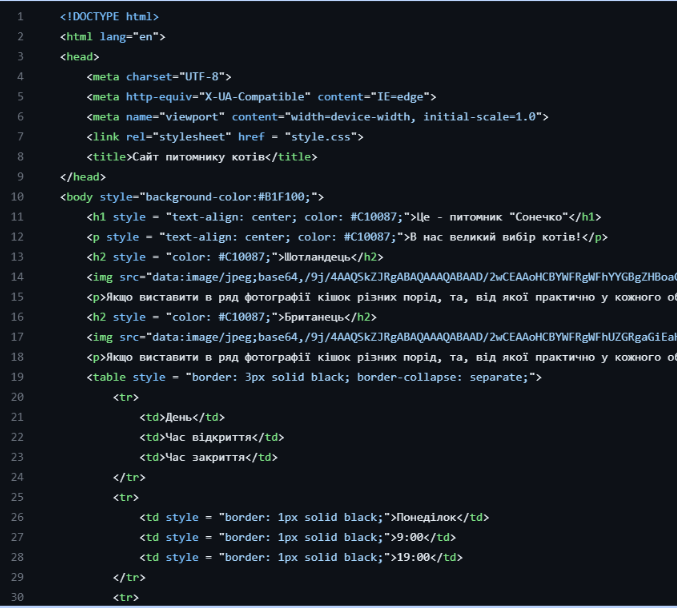 1 <!DOCTYPE html>
2 <html lang="en">
3 <head>
4 <meta charset="UTF-8">
5 <meta http-equiv="X-UA-Compatible" content="IE=edge">
6 <meta name="viewport" content="width=device-width, initial-scale=1.0">
7 <link rel="stylesheet" href = "style.css">
8 <title>Сайт питомнику котів</title>
9 </head>
10 <body style="background-color:#B1F100;">
11 <h1 style = "text-align: center; color: #C10087;">Це - питомник "Сонечко"</h1>
12 <p style = "text-align: center; color: #C10087;">В нас великий вибір котів!</p>
13 <h2 style = "color: #C10087;">Шотландець</h2>
14 <img src="data:image/jpeg;base64,/9j/4AAQSkZJRgABAQAAAQABAAD/2wCEAAoHCBYWFRgWFhYYGBgZHBoaG
15 <p>Якщо виставити в ряд фотографії кішок різних порід, та, від якої практично у кожного об
16 <h2 style = "color: #C10087;">Британець</h2>
17 <img src="data:image/jpeg;base64,/9j/4AAQSkZJRgABAQAAAQABAAD/2wCEAAoHCBYWFRgWFhUZGRgaGiEaH
18 <p>Якщо виставити в ряд фотографії кішок різних порід, та, від якої практично у кожного об
19 <table style = "border: 3px solid black; border-collapse: separate;">
20 <tr>
21 <td>День</td>
22 <td>Час відкриття</td>
23 <td>Час закриття</td>
24 </tr>
25 <tr>
26 <td style = "border: 1px solid black;">Понеділок</td>
27 <td style = "border: 1px solid black;">9:00</td>
28 <td style = "border: 1px solid black;">19:00</td>
29 </tr>
30 <tr>